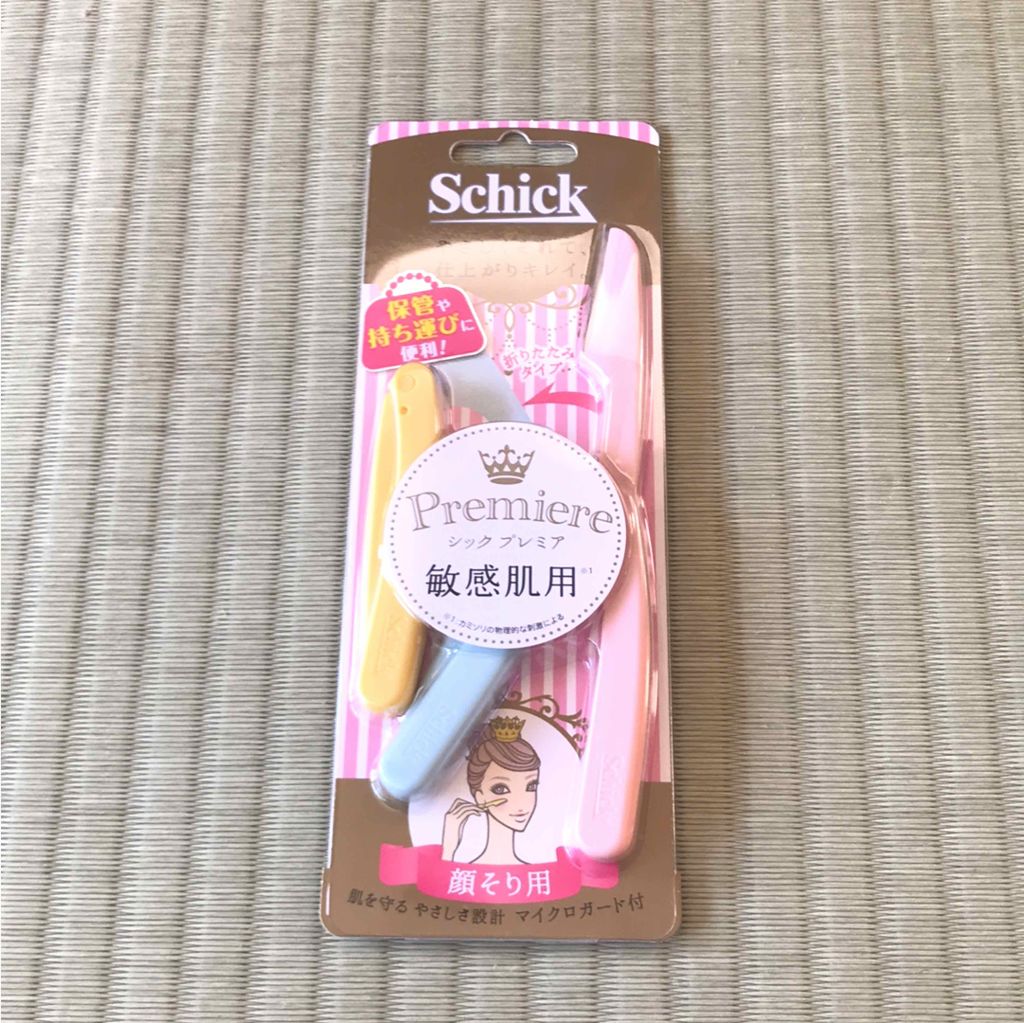 Schick
仕上がりキレイ。
保管や
持ち運びに
便利!
折りたたみ
タイプ
Premiere
シック プレミア
敏感肌用※1
※1 カミソリの物理的な刺激による
Schick
顔そり用
肌を守る やさしさ設計 マイクロガード付